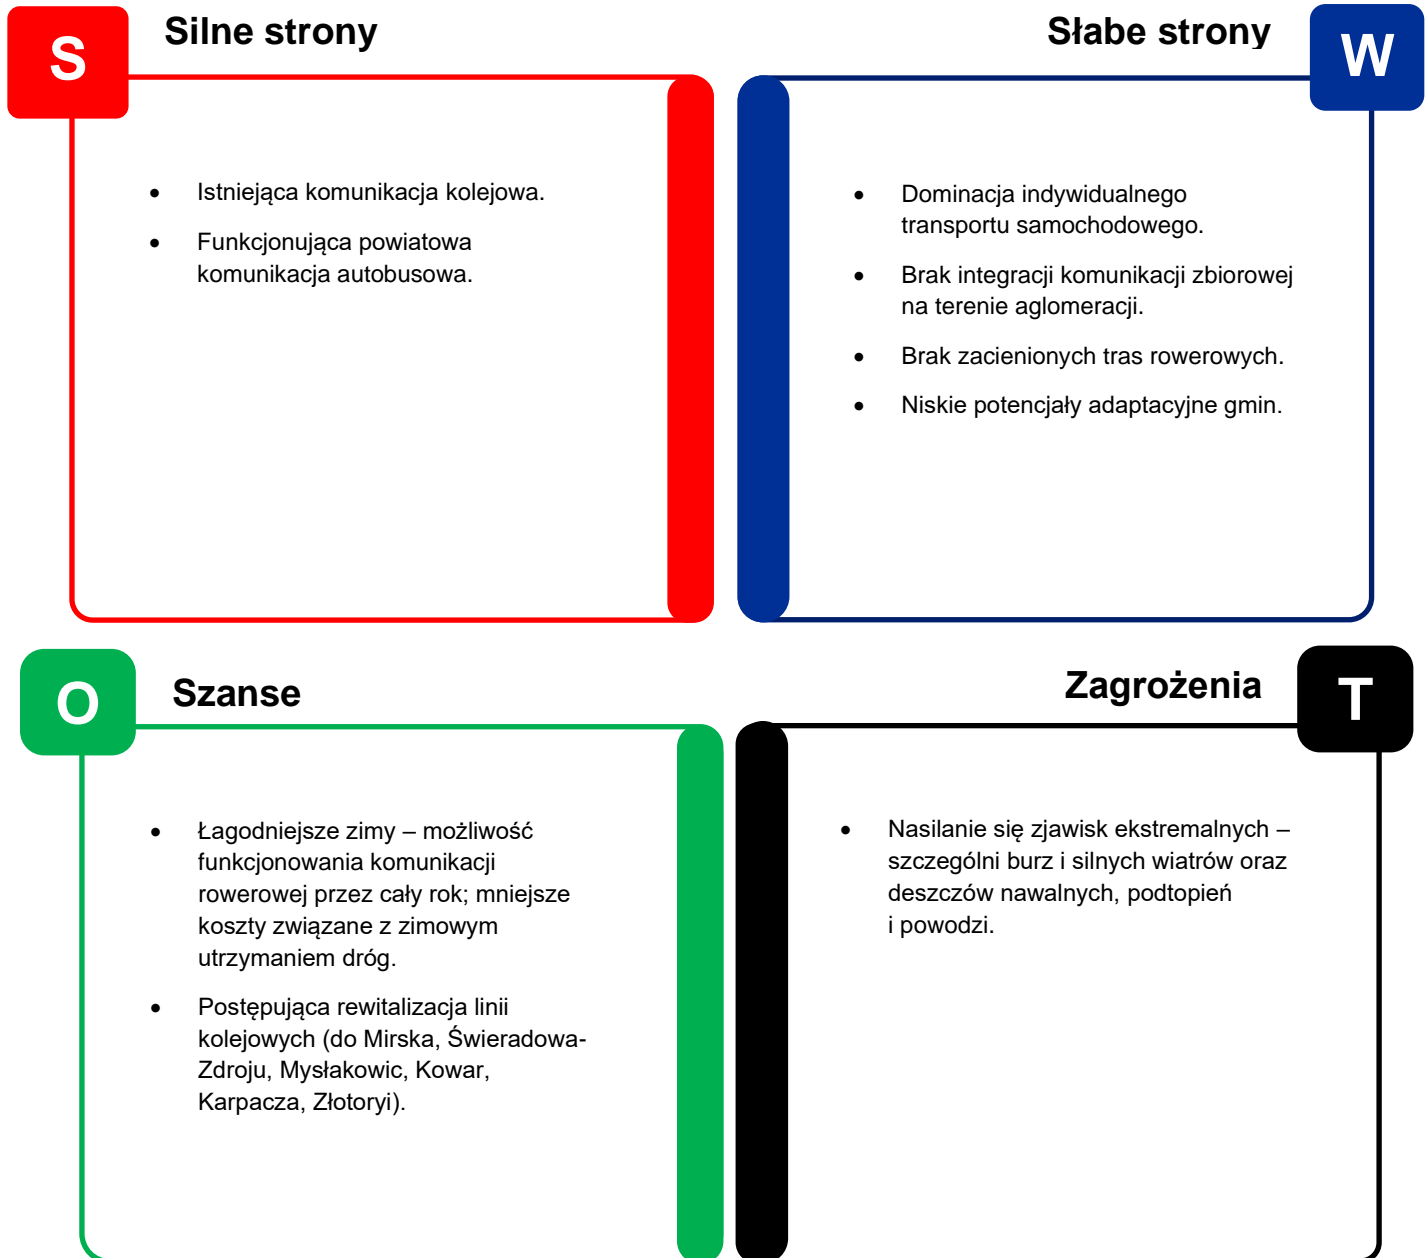 S
Silne strony
• Istniejąca komunikacja kolejowa.
• Funkcjonująca powiatowa
komunikacja autobusowa.
Słabe strony
W
• Dominacja indywidualnego
transportu samochodowego.
• Brak integracji komunikacji zbiorowej
na terenie aglomeracji.
• Brak zacienionych tras rowerowych.
• Niskie potencjały adaptacyjne gmin.
O
Szanse
• Łagodniejsze zimy – możliwość
funkcjonowania komunikacji
rowerowej przez cały rok; mniejsze
koszty związane z zimowym
utrzymaniem dróg.
• Postępująca rewitalizacja linii
kolejowych (do Mirska, Świeradowa-
Zdroju, Mysłakowic, Kowar,
Karpacza, Złotoryi).
Zagrożenia
T
• Nasilanie się zjawisk ekstremalnych –
szczególni burz i silnych wiatrów oraz
deszczów nawalnych, podtopień
i powodzi.